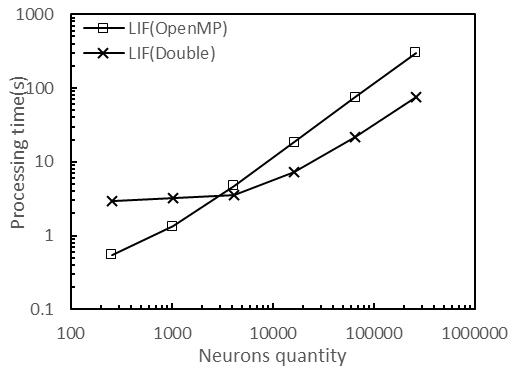 1000
100
10
1
0.1
Processing time(s)
LIF(OpenMP)
LIF(Double)
100 1000 10000 100000 1000000
Neurons quantity